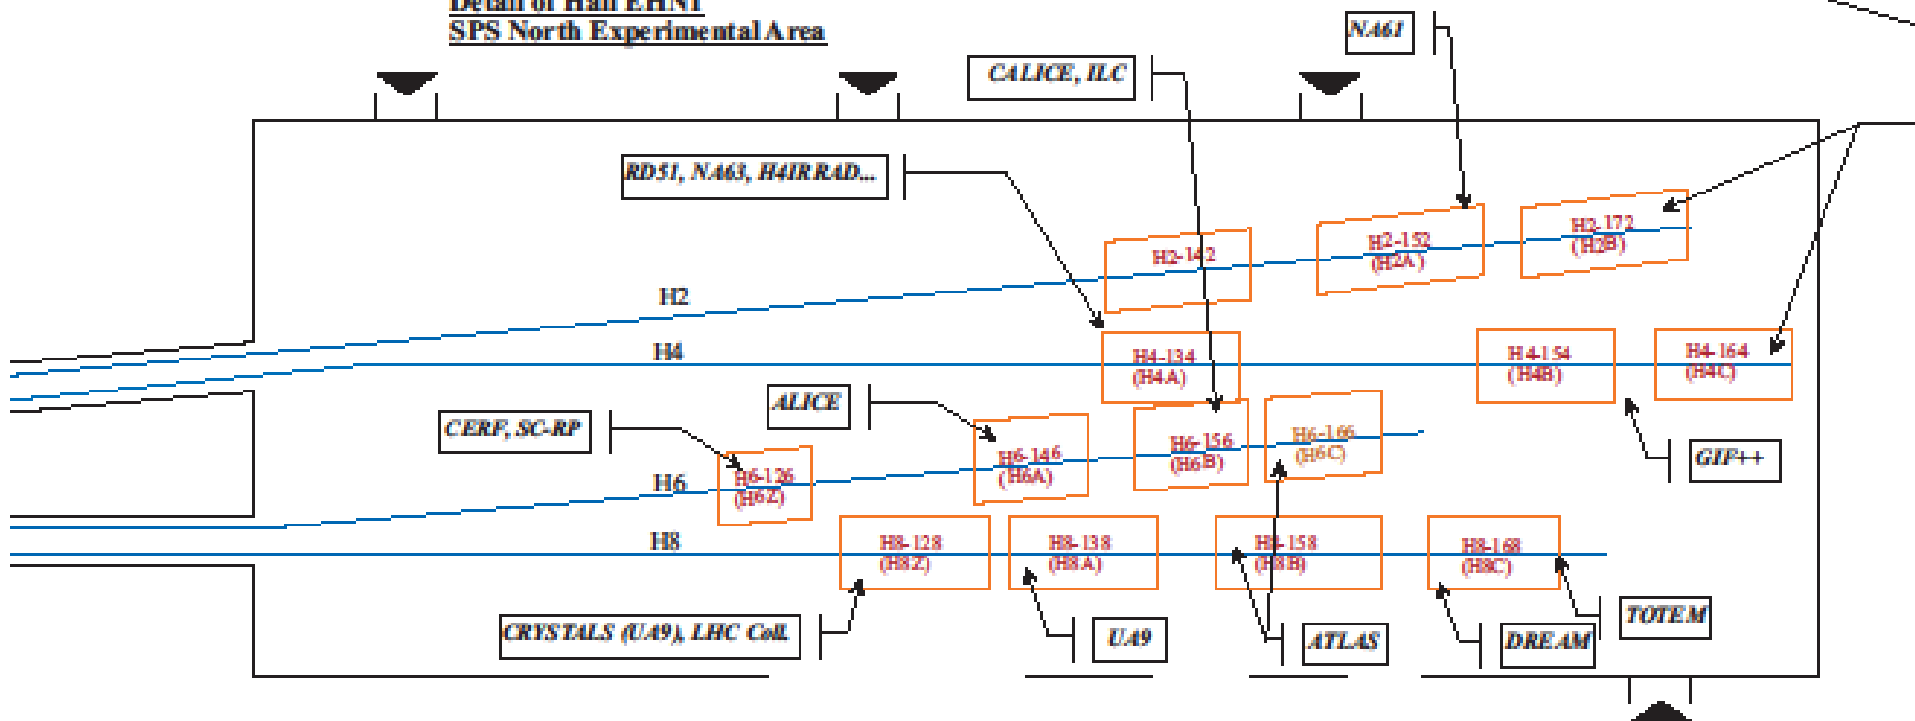 Detail of Hall EHN1
SPS North Experimental Area
NA61
CALICE, ILC
RD51, NA63, H4IRRAD...
H2-172
(H2B)
H2-152
(H2A)
H2-142
H2
H4
H4-134
(H4A)
H4-154
(H4B)
H4-164
(H4C)
ALICE
CERF, SC-RP
H6-166
(H6C)
H6-156
(H6B)
H6-146
(H6A)
H6-126
(H6Z)
GIF++
H6
H8
H8-128
(H8Z)
H8-138
(H8A)
H8-158
(H8B)
H8-168
(H8C)
CRYSTALS (UA9), LHC Coll.
UA9
ATLAS
DREAM
TOTEM